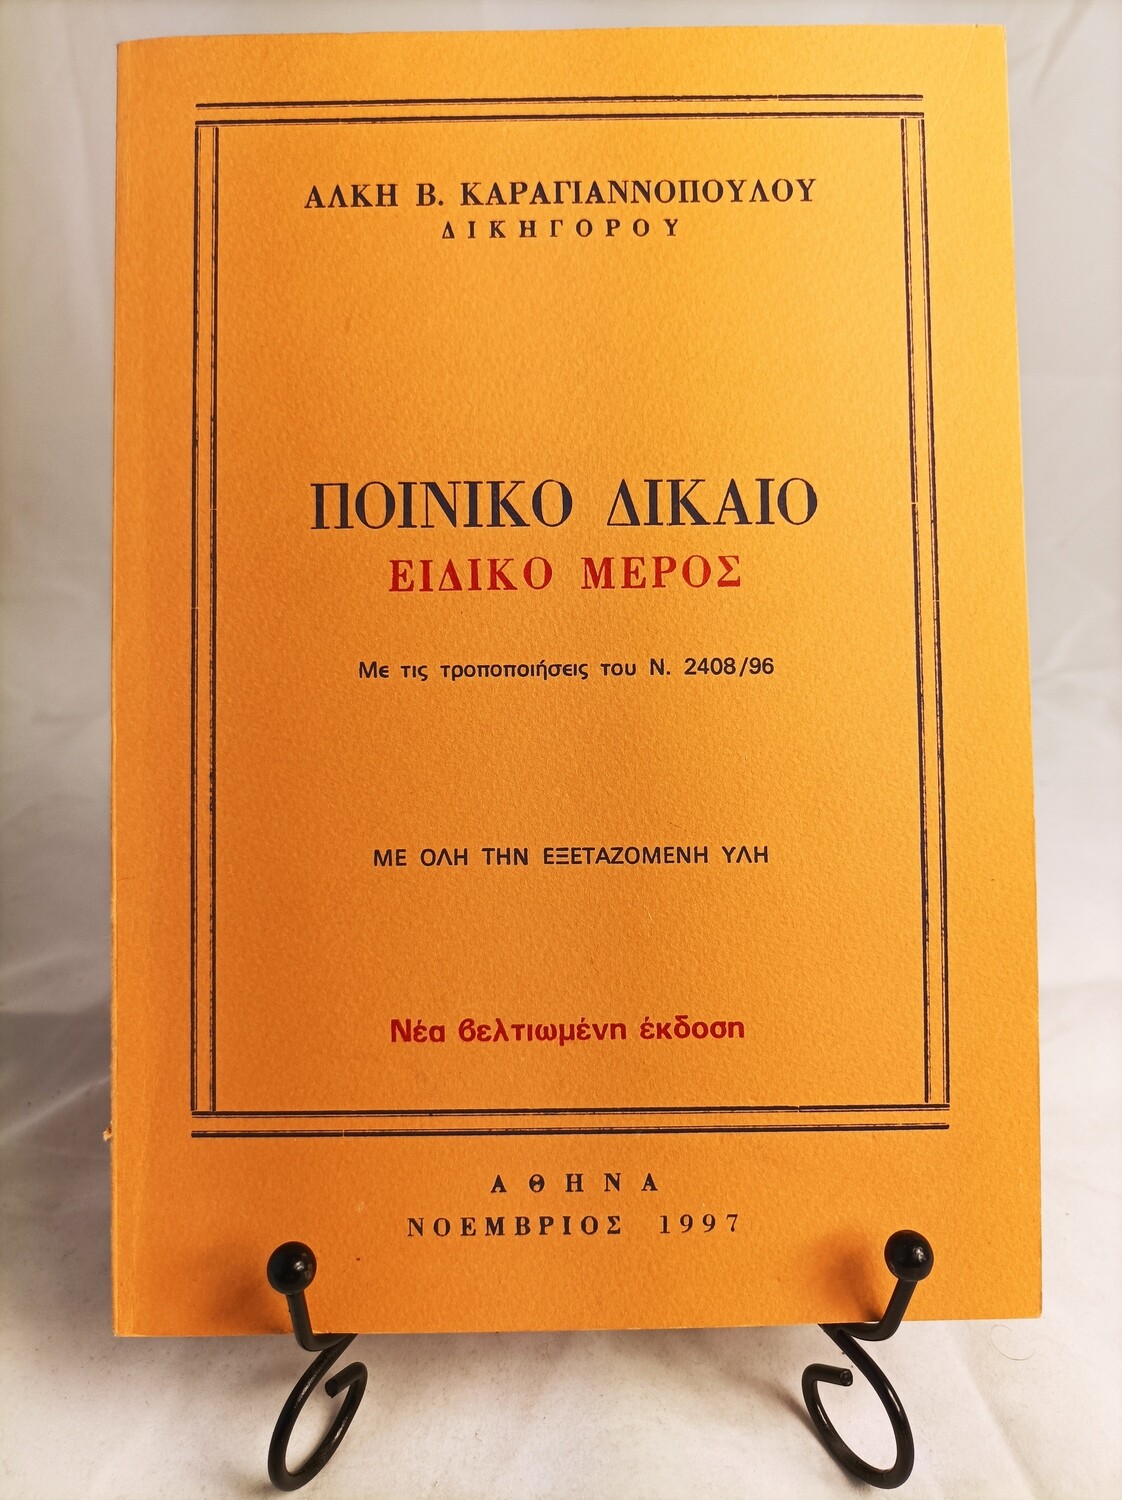 ΑΛΚΗ Β. ΚΑΡΑΓΙΑΝΝΟΠΟΥΛΟΥ
ΔΙΚΗΓΟΡΟΥ
ΠΟΙΝΙΚΟ ΔΙΚΑΙΟ
ΕΙΔΙΚΟ ΜΕΡΟΣ
Με τις τροποποιήσεις του Ν. 2408/96
ΜΕ ΟΛΗ ΤΗΝ ΕΞΕΤΑΖΟΜΕΝΗ ΥΛΗ
Νέα βελτιωμένη έκδοση
ΑΘΗΝΑ
ΝΟΕΜΒΡΙΟΣ 1997